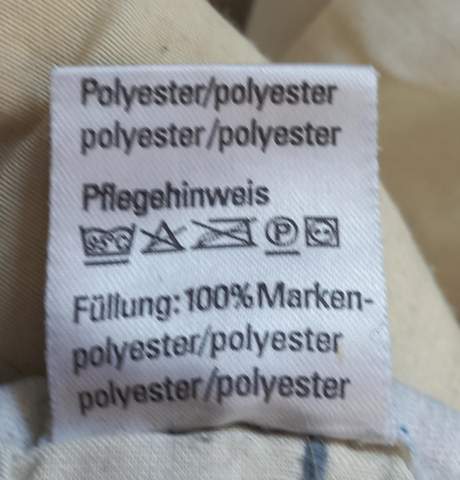 Polyester/polyester
polyester/polyester
Pflegehinweis
P
Füllung: 100% Marken-
polyester/polyester
polyester/polyester